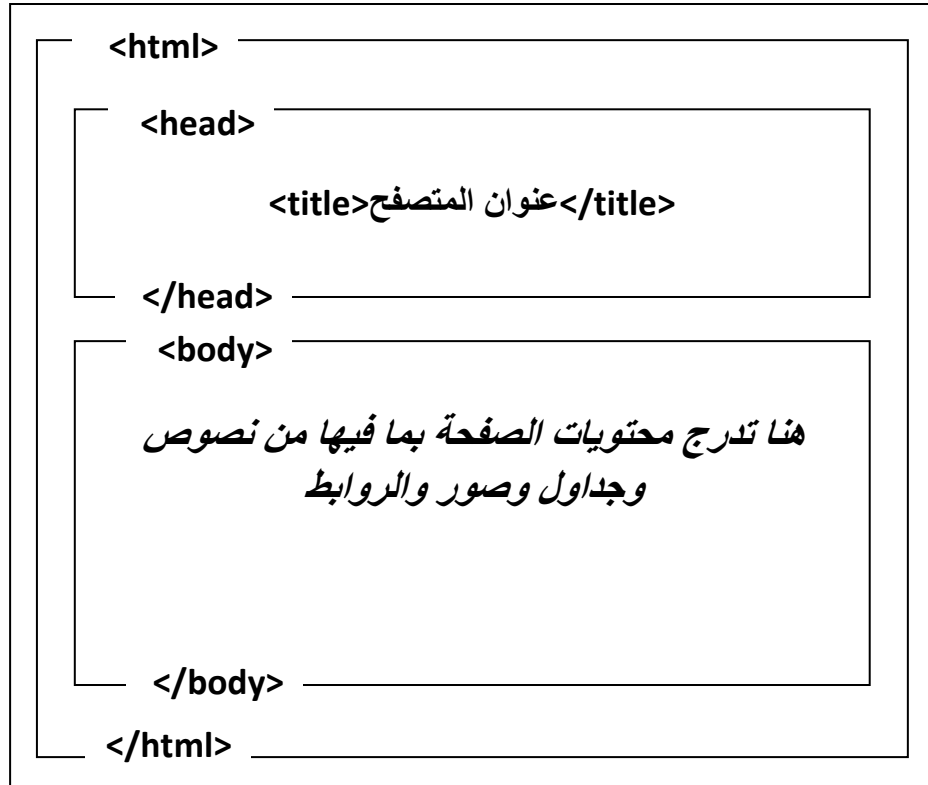 <html>
<head>
<title>عنوان المتصفح</title>
</head>
<body>
هنا تدرج محتويات الصفحة بما فيها من نصوص
وجداول وصور والروابط
</body>
</html>